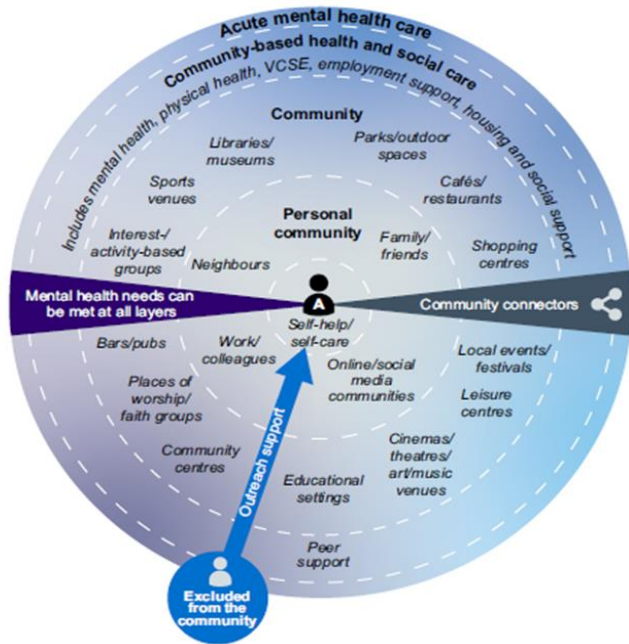 Acute mental health care
Community-based health and social care
Includes mental health, physical health, VCSE, employment support, housing and social support
Community
Libraries/
museums
Parks/outdoor
spaces
Sports
venues
Cafés/
restaurants
Personal
community
Interest-/
activity-based
groups
Neighbours
Family/
friends
Shopping
centres
Mental health needs can
be met at all layers
A
Community connectors
Self-help/
self-care
Bars/pubs
Work/
colleagues
Online/social
media
communities
Local events/
festivals
Places of
worship/
faith groups
Leisure
centres
Community
centres
Outreach support
Cinemas/
theatres/
art/music
venues
Educational
settings
Peer
support
Excluded
from the
community